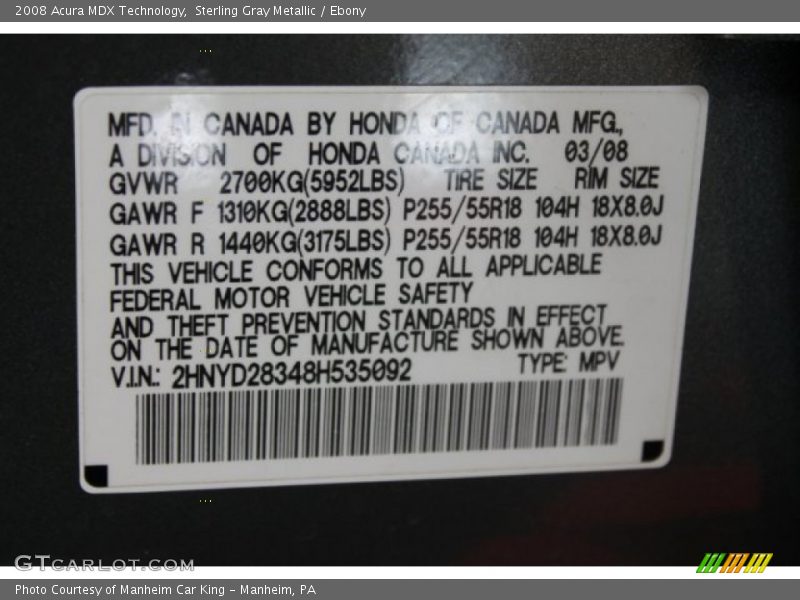 2008 Acura MDX Technology, Sterling Gray Metallic / Ebony
MFD. IN CANADA BY HONDA OF CANADA MFG.,
A DIVISION OF HONDA CANADA INC. 03/08
GVWR 2700KG(5952LBS) TIRE SIZE RIM SIZE
GAWR F 1310KG(2888LBS) P255/55R18 104H 18X8.0J
GAWR R 1440KG(3175LBS) P255/55R18 104H 18X8.0J
THIS VEHICLE CONFORMS TO ALL APPLICABLE
FEDERAL MOTOR VEHICLE SAFETY
AND THEFT PREVENTION STANDARDS IN EFFECT
ON THE DATE OF MANUFACTURE SHOWN ABOVE.
V.I.N.: 2HNYD28348H535092 TYPE: MPV
GTCARLOT.COM
Photo Courtesy of Manheim Car King - Manheim, PA